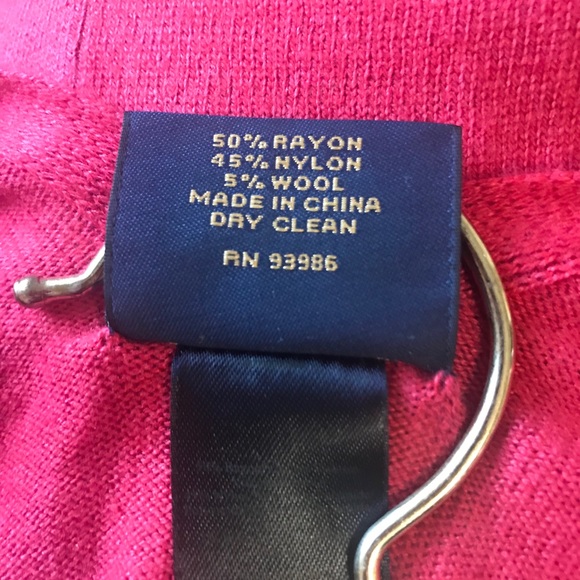 50% RAYON
45% NYLON
5% WOOL
MADE IN CHINA
DRY CLEAN
RN 93986